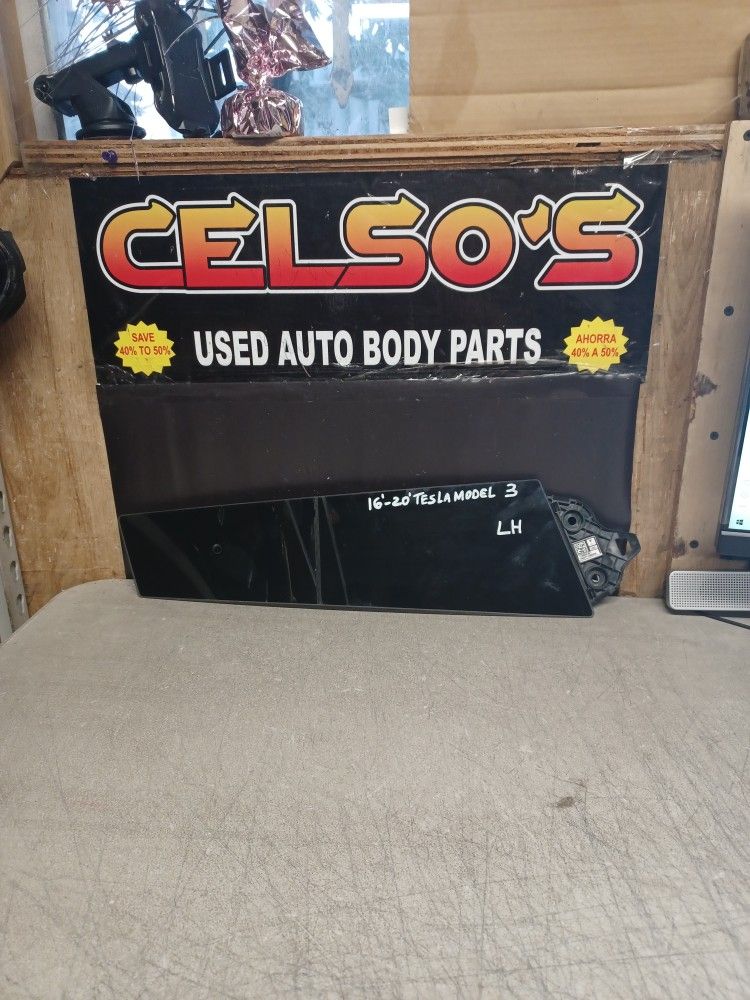 CELSO'S
SAVE
40% TO 50%
USED AUTO BODY PARTS
AHORRA
40% A 50%
16'-20' TESLA MODEL 3
LH